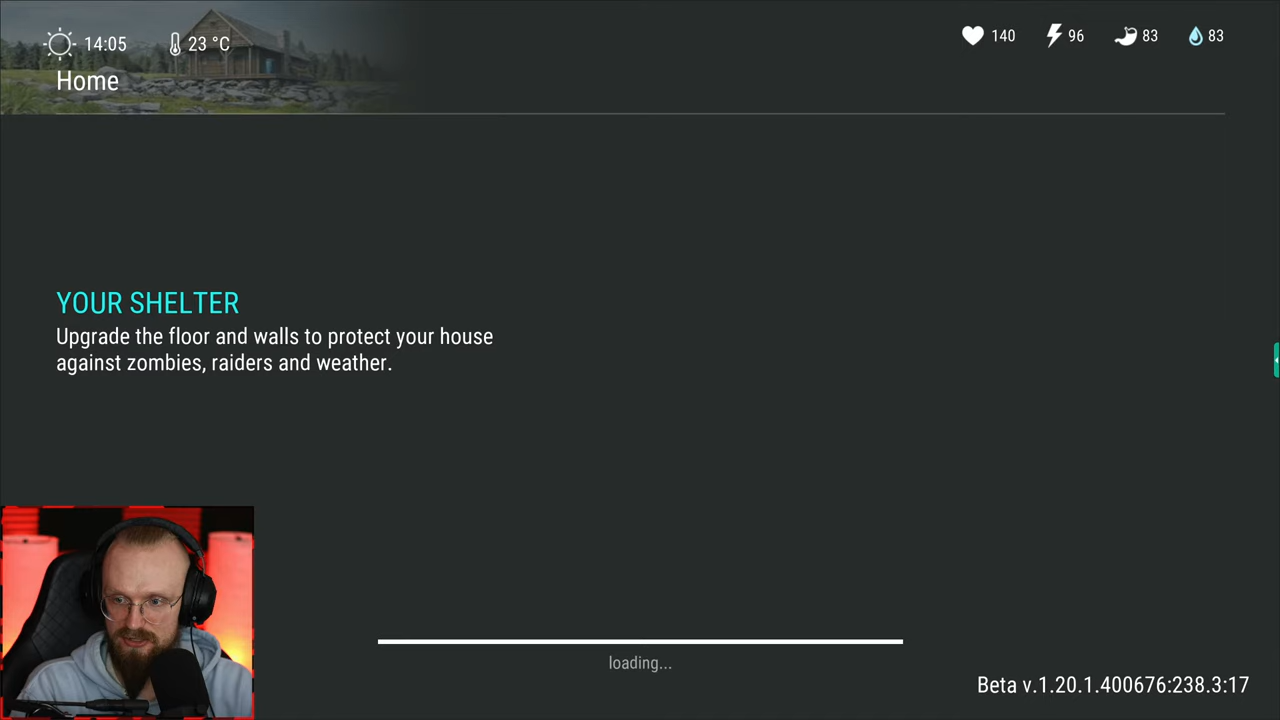 14:05 23 °C 140 96 83 83
Home
YOUR SHELTER
Upgrade the floor and walls to protect your house
against zombies, raiders and weather.
loading...
Beta v.1.20.1.400676:238.3:17